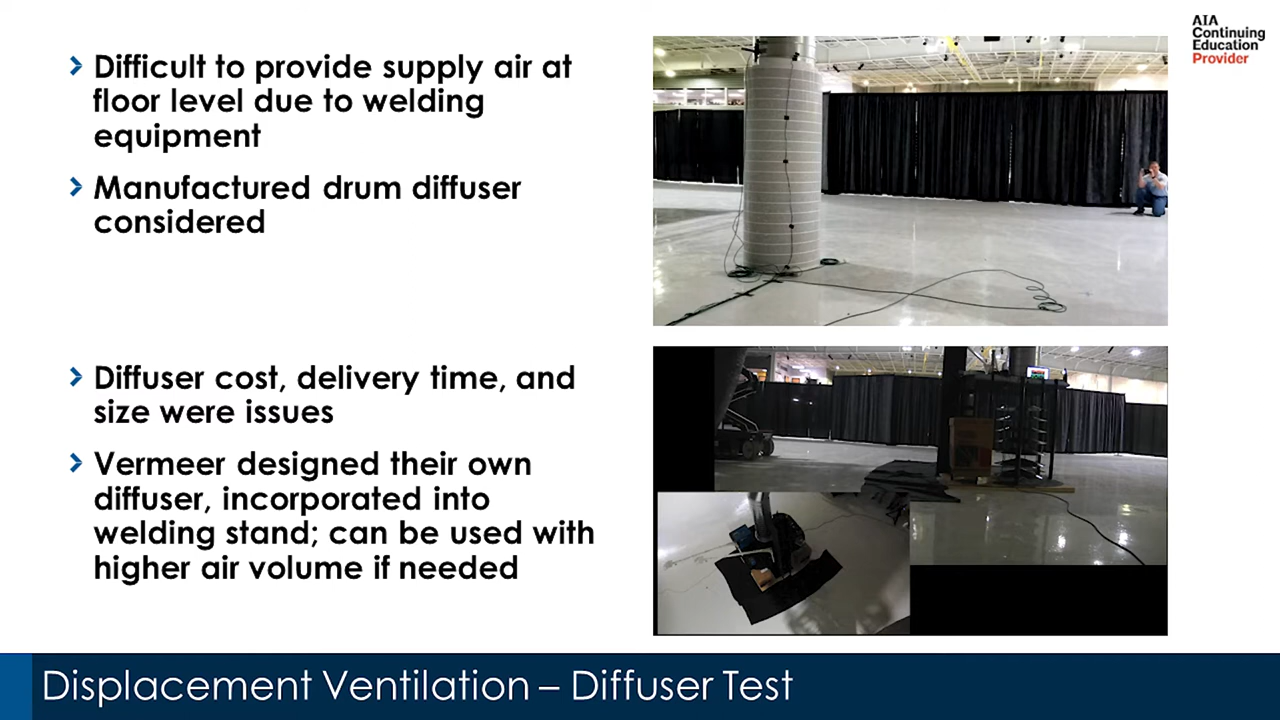 Difficult to provide supply air at
floor level due to welding
equipment
Manufactured drum diffuser
considered
Diffuser cost, delivery time, and
size were issues
Vermeer designed their own
diffuser, incorporated into
welding stand; can be used with
higher air volume if needed
AIA
Continuing
Education
Provider
Displacement Ventilation – Diffuser Test